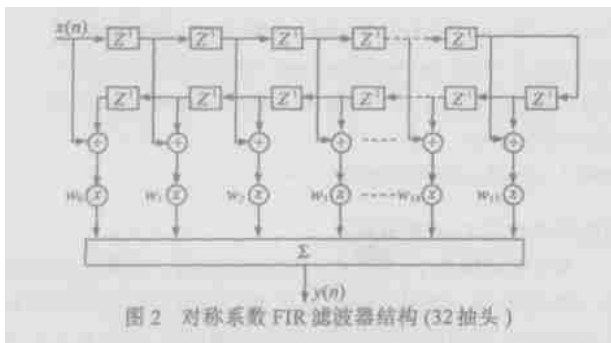 x(n)
Z⁻¹ Z⁻¹ Z⁻¹ Z⁻¹ Z⁻¹
Z⁻¹ Z⁻¹ Z⁻¹ Z⁻¹ Z⁻¹ Z⁻¹
+ + + + + +
w₀ x w₁ x w₂ x w₃ x w₁₄ x w₁₅ x
Σ
y(n)
图 2 对称系数 FIR 滤波器结构 (32 抽头)